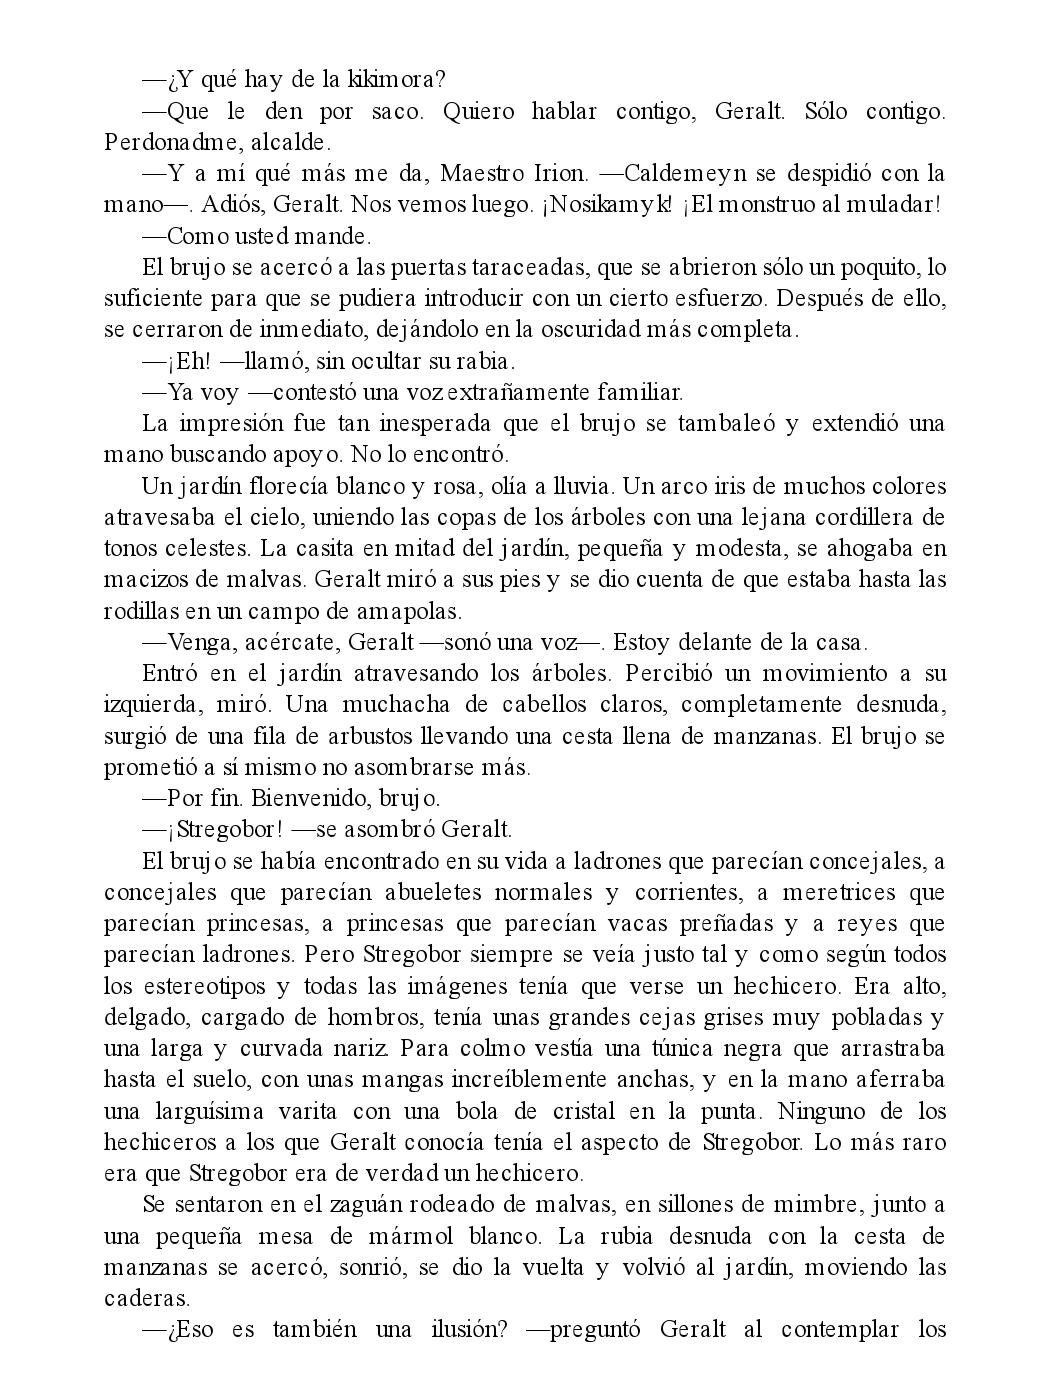 —¿Y qué hay de la kikimora?
—Que le den por saco. Quiero hablar contigo, Geralt. Sólo contigo.
Perdonadme, alcalde.
—Y a mí qué más me da, Maestro Irion. —Caldemeyn se despidió con la
mano—. Adiós, Geralt. Nos vemos luego. ¡Nosikamyk! ¡El monstruo al muladar!
—Como usted mande.
El brujo se acercó a las puertas taraceadas, que se abrieron sólo un poquito, lo
suficiente para que se pudiera introducir con un cierto esfuerzo. Después de ello,
se cerraron de inmediato, dejándolo en la oscuridad más completa.
—¡Eh! —llamó, sin ocultar su rabia.
—Ya voy —contestó una voz extrañamente familiar.
La impresión fue tan inesperada que el brujo se tambaleó y extendió una
mano buscando apoyo. No lo encontró.
Un jardín florecía blanco y rosa, olía a lluvia. Un arco iris de muchos colores
atravesaba el cielo, uniendo las copas de los árboles con una lejana cordillera de
tonos celestes. La casita en mitad del jardín, pequeña y modesta, se ahogaba en
macizos de malvas. Geralt miró a sus pies y se dio cuenta de que estaba hasta las
rodillas en un campo de amapolas.
—Venga, acércate, Geralt —sonó una voz—. Estoy delante de la casa.
Entró en el jardín atravesando los árboles. Percibió un movimiento a su
izquierda, miró. Una muchacha de cabellos claros, completamente desnuda,
surgió de una fila de arbustos llevando una cesta llena de manzanas. El brujo se
prometió a sí mismo no asombrarse más.
—Por fin. Bienvenido, brujo.
—¡Stregobor! —se asombró Geralt.
El brujo se había encontrado en su vida a ladrones que parecían concejales, a
concejales que parecían abueletes normales y corrientes, a meretrices que
parecían princesas, a princesas que parecían vacas preñadas y a reyes que
parecían ladrones. Pero Stregobor siempre se veía justo tal y como según todos
los estereotipos y todas las imágenes tenía que verse un hechicero. Era alto,
delgado, cargado de hombros, tenía unas grandes cejas grises muy pobladas y
una larga y curvada nariz. Para colmo vestía una túnica negra que arrastraba
hasta el suelo, con unas mangas increíblemente anchas, y en la mano aferraba
una larguísima varita con una bola de cristal en la punta. Ninguno de los
hechiceros a los que Geralt conocía tenía el aspecto de Stregobor. Lo más raro
era que Stregobor era de verdad un hechicero.
Se sentaron en el zaguán rodeado de malvas, en sillones de mimbre, junto a
una pequeña mesa de mármol blanco. La rubia desnuda con la cesta de
manzanas se acercó, sonrió, se dio la vuelta y volvió al jardín, moviendo las
caderas.
—¿Eso es también una ilusión? —preguntó Geralt al contemplar los